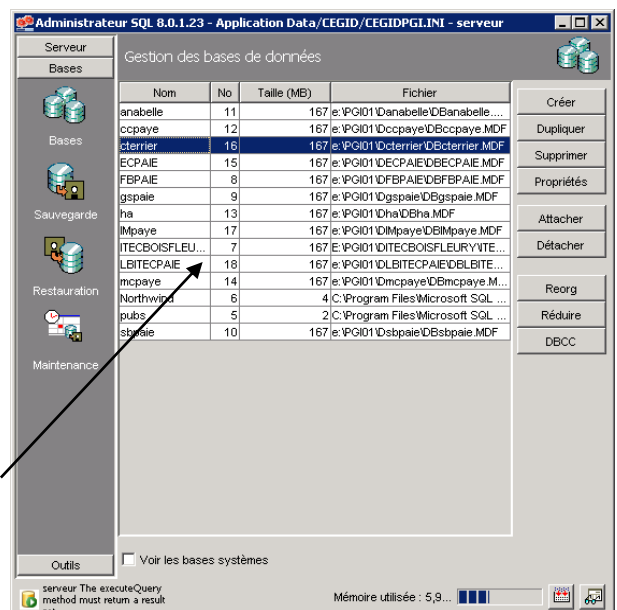 Administrateur SQL 8.0.1.23 - Application Data/CEGID/CEGIDPGI.INI - serveur
Serveur
Bases
Gestion des bases de données
Bases
Sauvegarde
Restauration
Maintenance
Outils
Nom No Taille (MB) Fichier
anabelle 11 167 e:\PGI01\Danabelle\DBanabelle....
ccpaye 12 167 e:\PGI01\Dccpaye\DBccpaye.MDF
cterrier 16 167 e:\PGI01\Dcterrier\DBcterrier.MDF
ECPAIE 15 167 e:\PGI01\DECPAIE\DBECPAIE.MDF
FBPAIE 8 167 e:\PGI01\DFBPAIE\DBFBPAIE.MDF
gspaie 9 167 e:\PGI01\Dgspaie\DBgspaie.MDF
ha 13 167 e:\PGI01\Dha\DBha.MDF
IMpaye 17 167 e:\PGI01\DIMpaye\DBIMpaye.MDF
ITECBOISFLEU... 7 167 E:\PGI01\DITECBOISFLEURY\ITE...
LBITECPAIE 18 167 e:\PGI01\DLBITECPAIE\DBLBITE...
mcpaye 14 167 e:\PGI01\Dmcpaye\DBmcpaye.M...
Northwind 6 4 C:\Program Files\Microsoft SQL ...
pubs 5 2 C:\Program Files\Microsoft SQL ...
sbpaie 10 167 e:\PGI01\Dsbpaie\DBsbpaie.MDF
Créer
Dupliquer
Supprimer
Propriétés
Attacher
Détacher
Reorg
Réduire
DBCC
Voir les bases systèmes
serveur The executeQuery
method must return a result
Mémoire utilisée : 5,9...